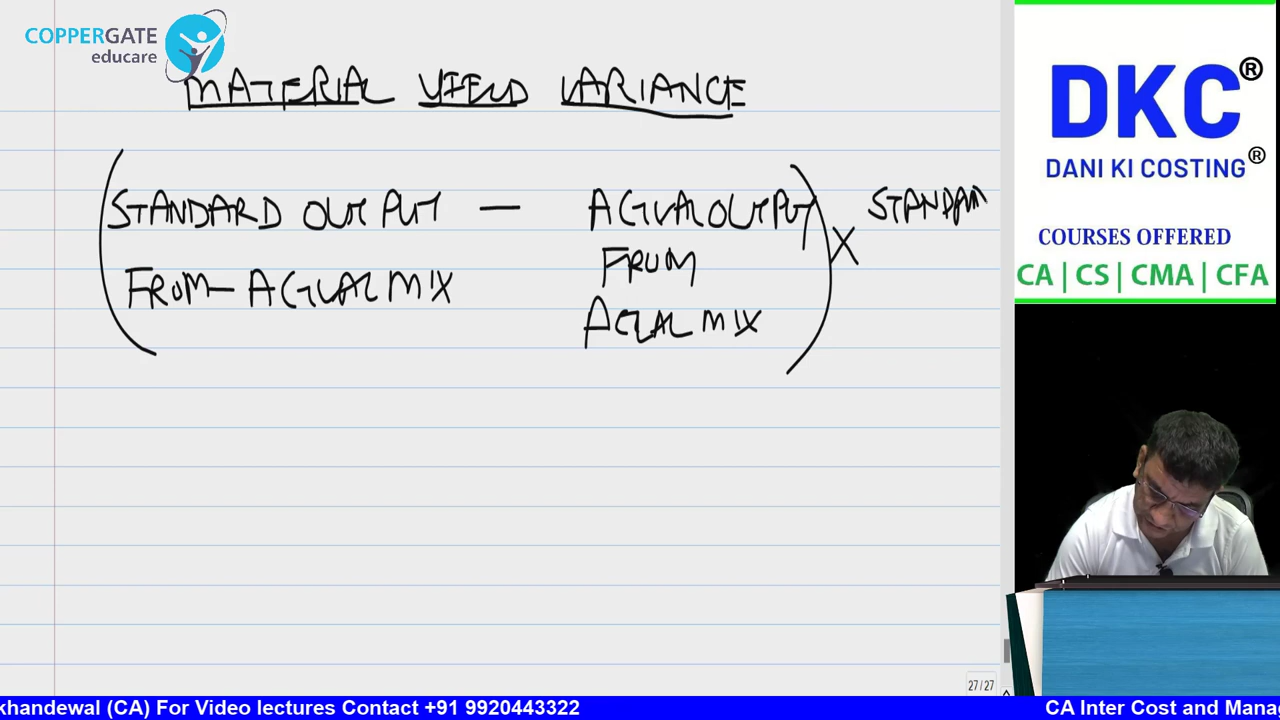 COPPERGATE
educare
MATERIAL YIELD VARIANCE
STANDARD OUTPUT — ACTUAL OUTPUT X STANDARD
FROM – ACTUAL MIX
FROM
ACTUAL MIX
27/27
DKC®
DANI KI COSTING®
COURSES OFFERED
CA | CS | CMA | CFA
khandewal (CA) For Video lectures Contact +91 9920443322
CA Inter Cost and Mana